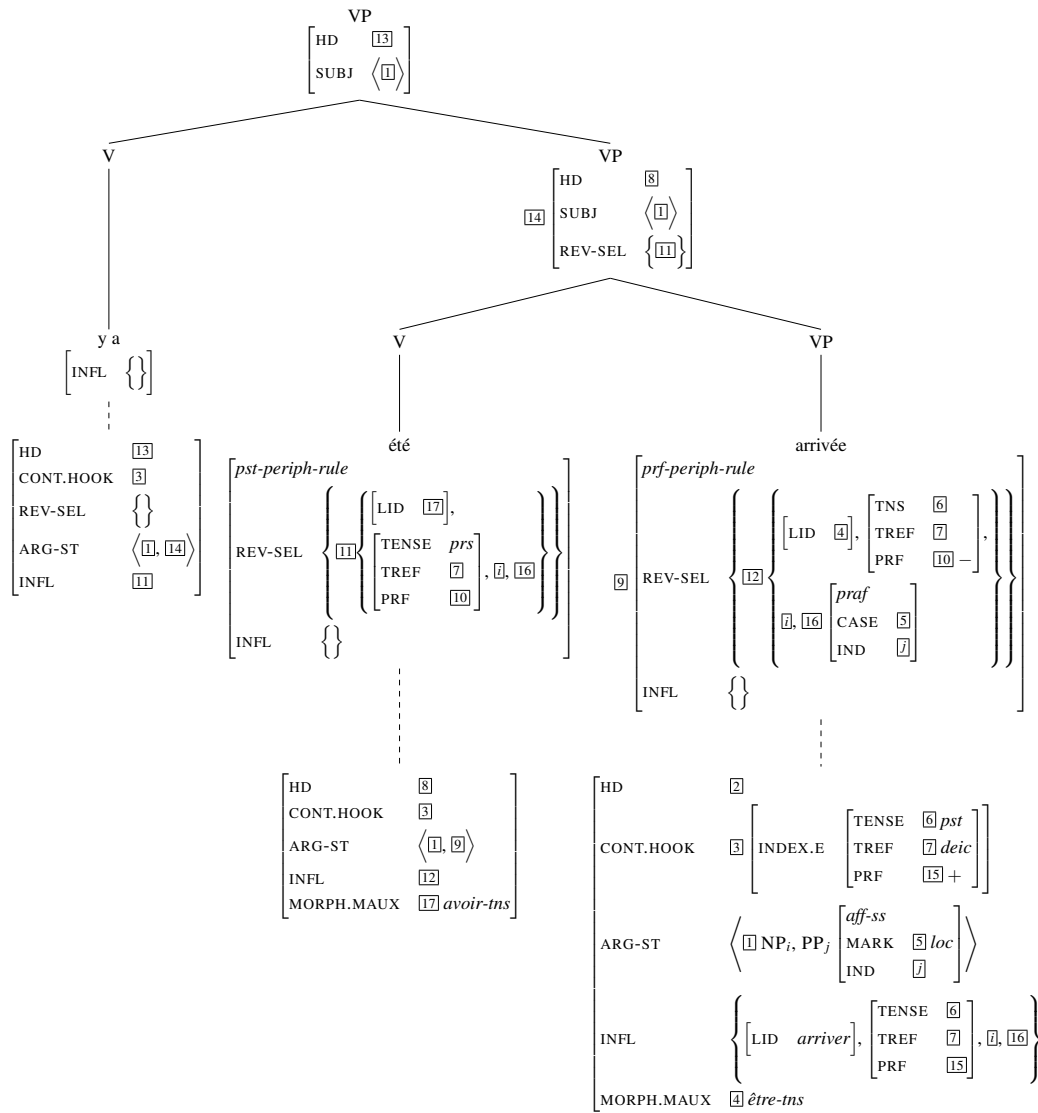 VP
HD 13
SUBJ ⟨1⟩
V
VP
14
HD 8
SUBJ ⟨1⟩
REV-SEL {11}
y a
INFL {}
V
VP
HD 13
CONT.HOOK 3
REV-SEL {}
ARG-ST ⟨1, 14⟩
INFL 11
été
pst-periph-rule
REV-SEL { 11 { [LID 17],
TENSE prs
TREF 7
PRF 10
, i, 16 } }
INFL {}
arrivée
9
prf-periph-rule
REV-SEL { 12 { [LID 4],
TNS 6
TREF 7
PRF 10 −
,
i, 16
praf
CASE 5
IND j
} }
INFL {}
HD 8
CONT.HOOK 3
ARG-ST ⟨1, 9⟩
INFL 12
MORPH.MAUX 17 avoir-tns
HD 2
CONT.HOOK 3 [INDEX.E
TENSE 6 pst
TREF 7 deic
PRF 15 +
]
ARG-ST ⟨1 NPi, PPj
aff-ss
MARK 5 loc
IND j
⟩
INFL { [LID arriver],
TENSE 6
TREF 7
PRF 15
, i, 16 }
MORPH.MAUX 4 être-tns